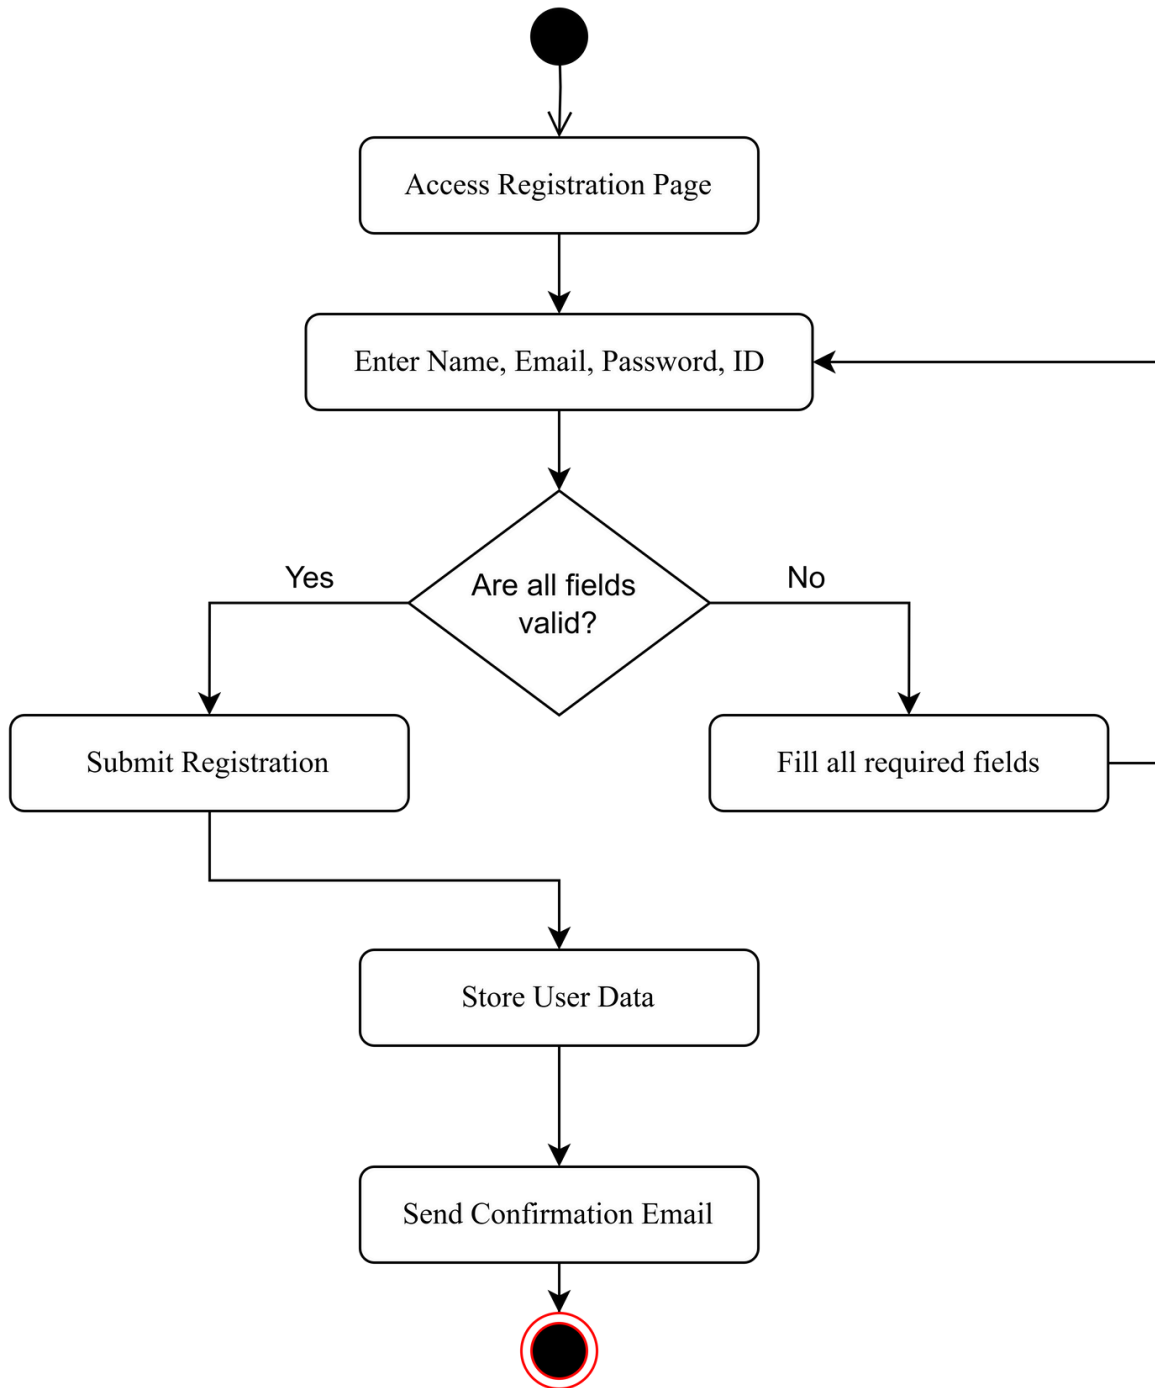 Access Registration Page
Enter Name, Email, Password, ID
Are all fields
valid?
Yes
No
Submit Registration
Fill all required fields
Store User Data
Send Confirmation Email